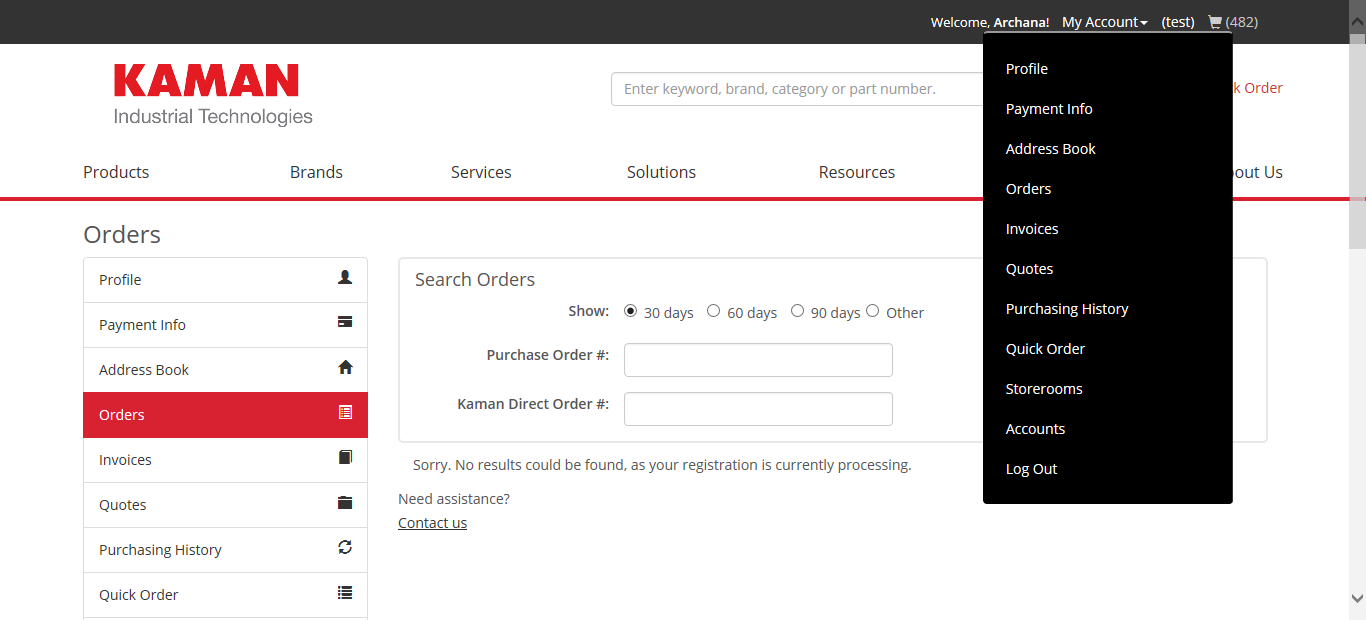 Welcome, Archana! My Account (test) (482)
KAMAN
Industrial Technologies
Enter keyword, brand, category or part number.
k Order
Products Brands Services Solutions Resources out Us
Profile
Payment Info
Address Book
Orders
Invoices
Quotes
Purchasing History
Quick Order
Storerooms
Accounts
Log Out
Orders
Profile
Payment Info
Address Book
Orders
Invoices
Quotes
Purchasing History
Quick Order
Search Orders
Show: 30 days 60 days 90 days Other
Purchase Order #:
Kaman Direct Order #:
Sorry. No results could be found, as your registration is currently processing.
Need assistance?
Contact us